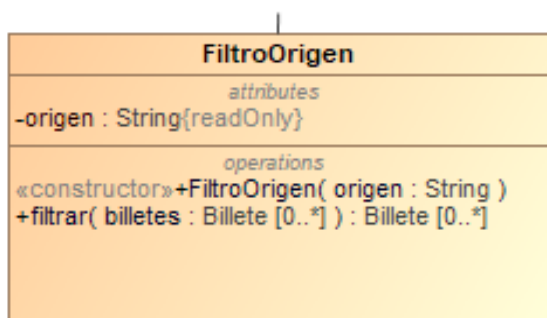 FiltroOrigen
attributes
-origen : String{readOnly}
operations
«constructor»+FiltroOrigen( origen : String )
+filtrar( billetes : Billete [0..*] ) : Billete [0..*]